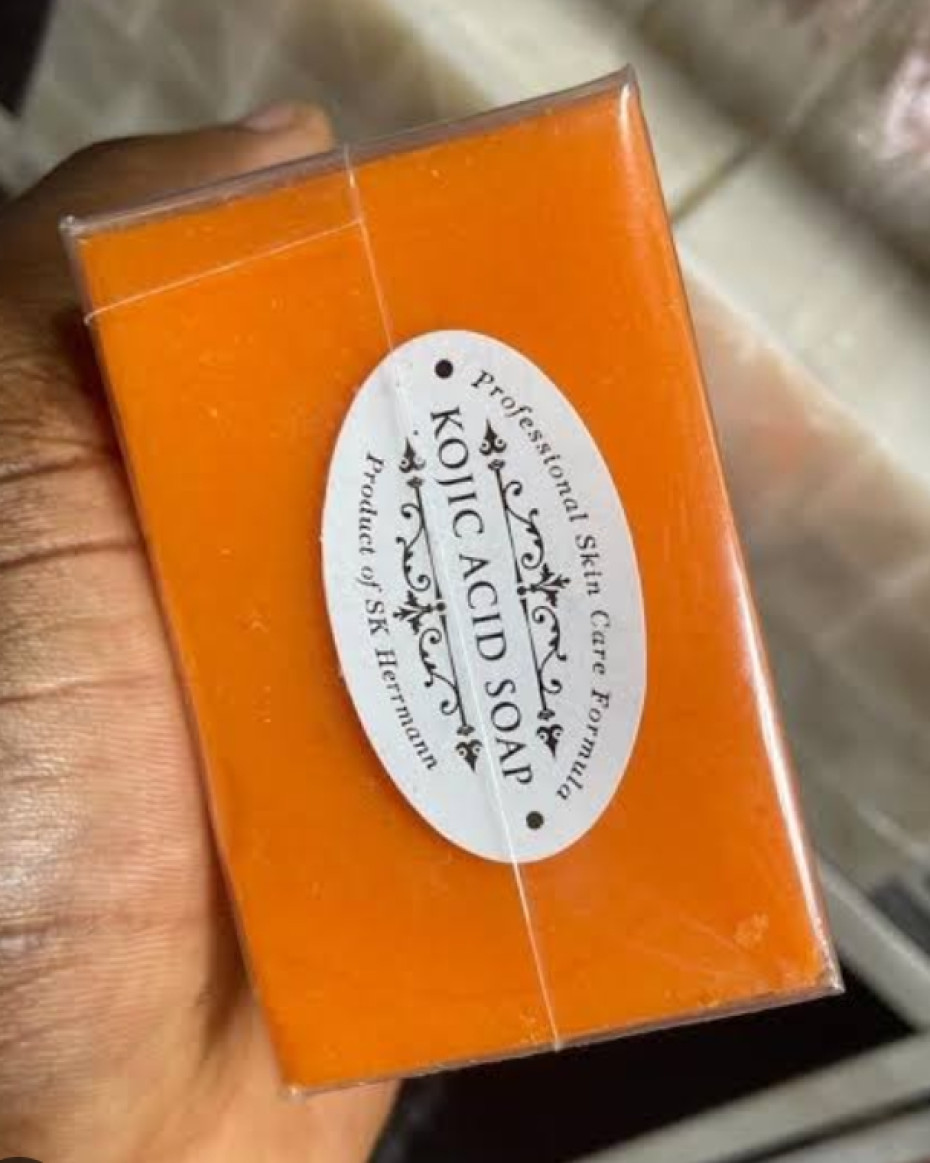 Professional Skin Care Formula
KOJIC ACID SOAP
Product of SK Herrmann